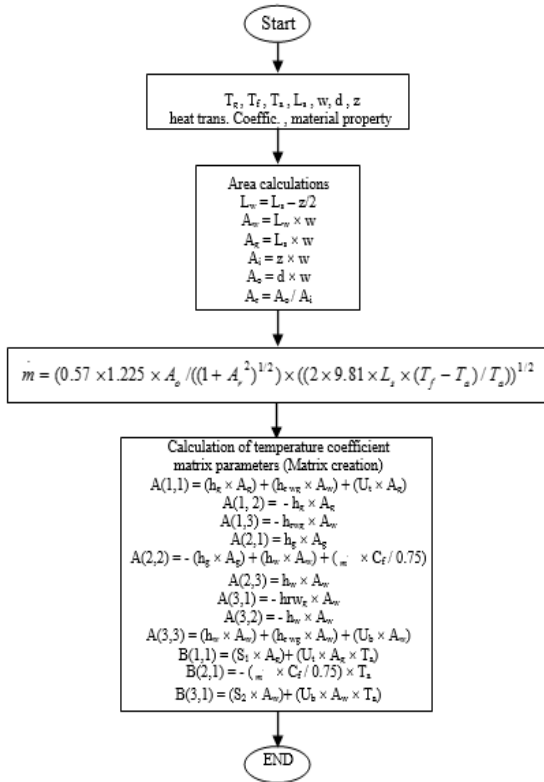 Start
T_g, T_f, T_a, L_s, w, d, z
heat trans. Coeffic., material property
Area calculations
L_w = L_s – z/2
A_w = L_w × w
A_g = L_s × w
A_i = z × w
A_o = d × w
A_r = A_o / A_i
ṁ = (0.57 × 1.225 × A_o /((1 + A_r²)^1/2) × ((2 × 9.81 × L_s × (T_f − T_a) / T_a))^1/2
Calculation of temperature coefficient
matrix parameters (Matrix creation)
A(1,1) = (h_g × A_g) + (h_rwg × A_w) + (U_t × A_g)
A(1, 2) = - h_g × A_g
A(1,3) = - h_rwg × A_w
A(2,1) = h_g × A_g
A(2,2) = - (h_g × A_g) + (h_w × A_w) + (ṁ × C_f / 0.75)
A(2,3) = h_w × A_w
A(3,1) = - hrw_g × A_w
A(3,2) = - h_w × A_w
A(3,3) = (h_w × A_w) + (h_rwg × A_w) + (U_b × A_w)
B(1,1) = (S_1 × A_g)+ (U_t × A_g × T_a)
B(2,1) = - (ṁ × C_f / 0.75) × T_a
B(3,1) = (S_2 × A_w)+ (U_b × A_w × T_a)
END